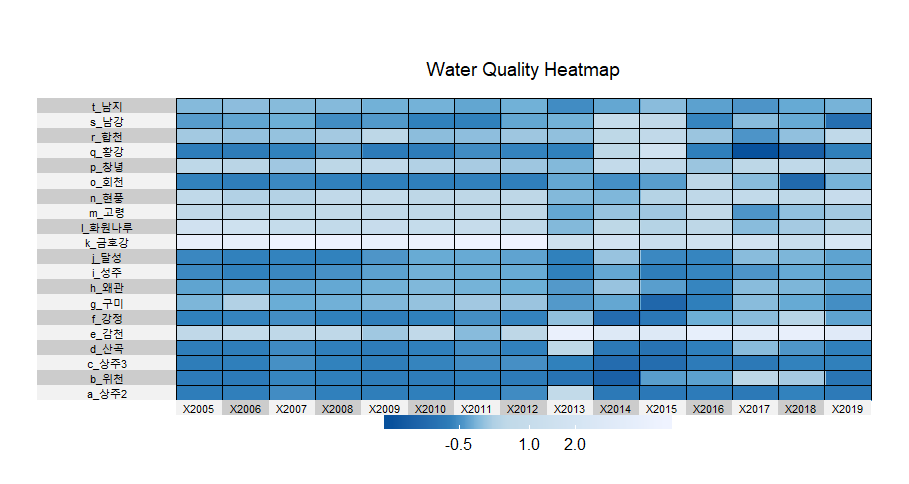 Water Quality Heatmap
t_남지
s_남강
r_합천
q_황강
p_창녕
o_회천
n_현풍
m_고령
l_화원나루
k_금호강
j_달성
i_성주
h_왜관
g_구미
f_강정
e_감천
d_산곡
c_상주3
b_위천
a_상주2
X2005 X2006 X2007 X2008 X2009 X2010 X2011 X2012 X2013 X2014 X2015 X2016 X2017 X2018 X2019
-0.5 1.0 2.0